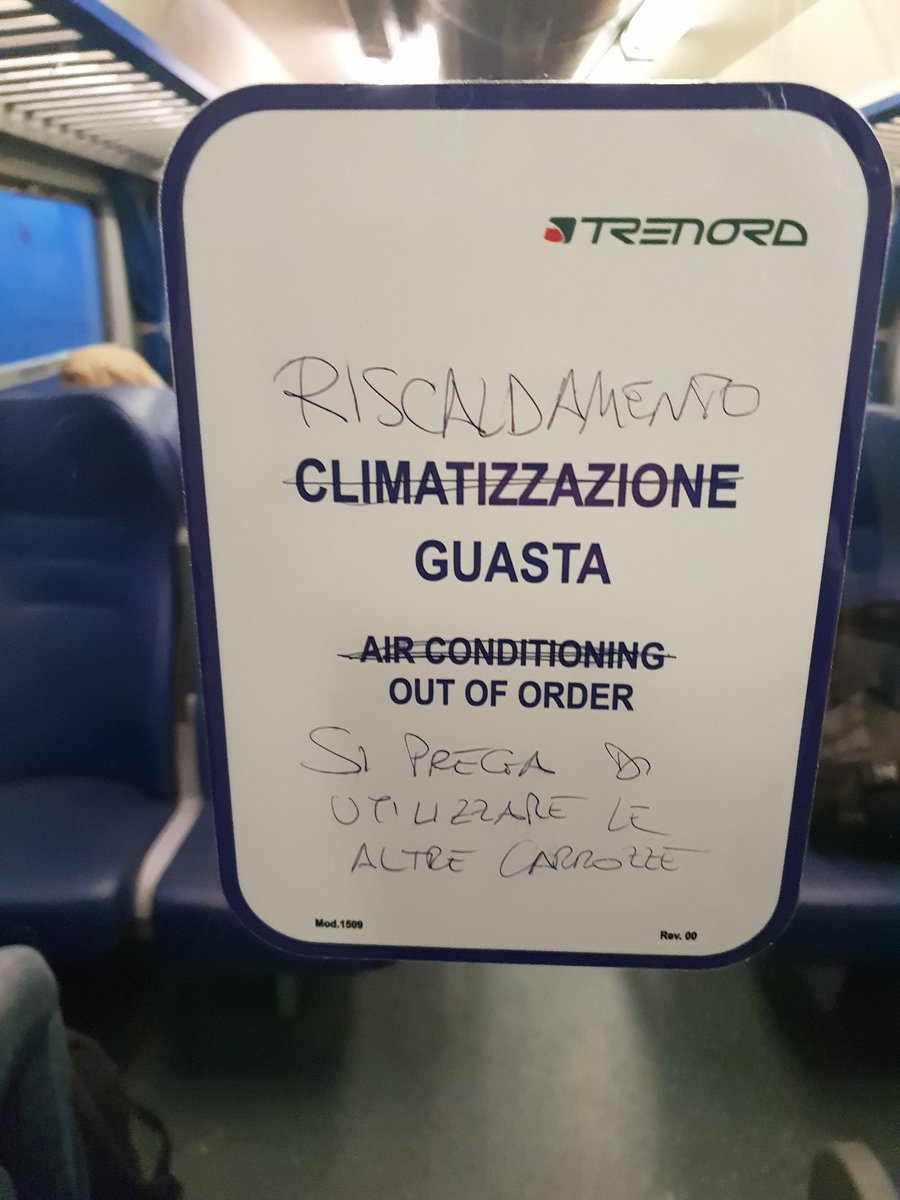 TRENORD
RISCALDAMENTO
CLIMATIZZAZIONE
GUASTA
AIR CONDITIONING
OUT OF ORDER
SI PREGA DI
UTILIZZARE LE
ALTRE CARROZZE
Mod.1509
Rev. 00